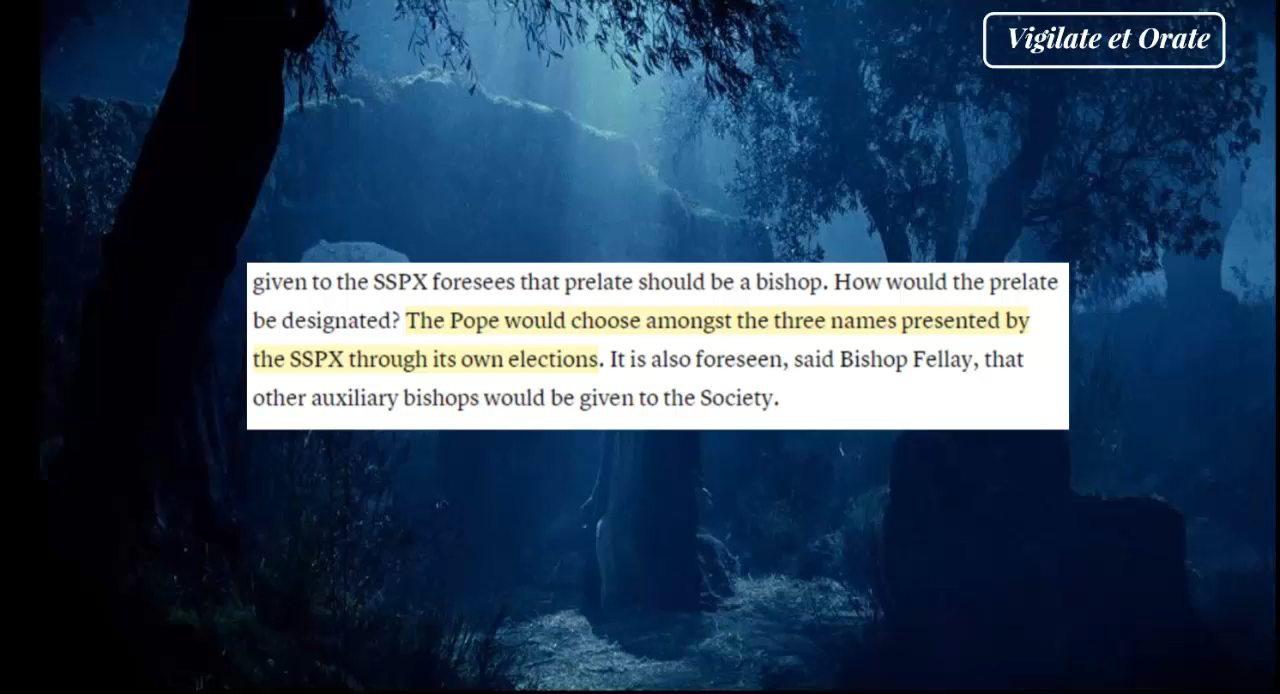 Vigilate et Orate
given to the SSPX foresees that prelate should be a bishop. How would the prelate
be designated? The Pope would choose amongst the three names presented by
the SSPX through its own elections. It is also foreseen, said Bishop Fellay, that
other auxiliary bishops would be given to the Society.